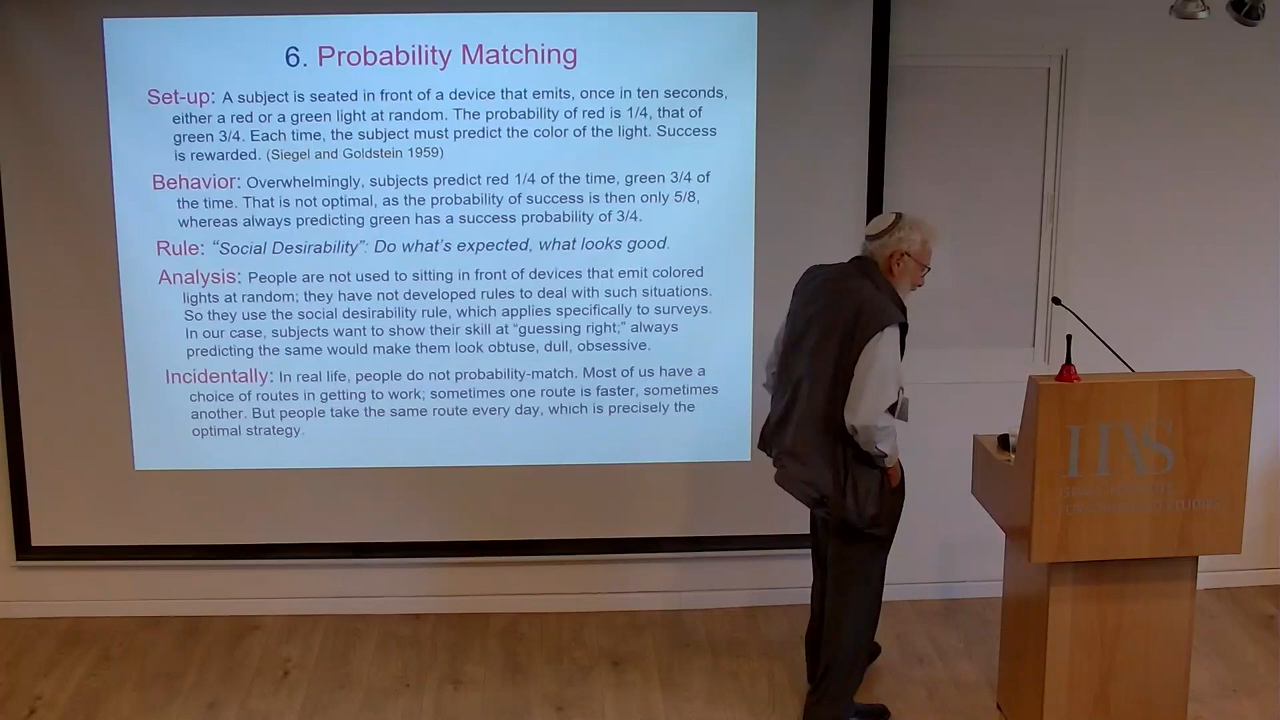 6. Probability Matching
Set-up: A subject is seated in front of a device that emits, once in ten seconds,
either a red or a green light at random. The probability of red is 1/4, that of
green 3/4. Each time, the subject must predict the color of the light. Success
is rewarded. (Siegel and Goldstein 1959)
Behavior: Overwhelmingly, subjects predict red 1/4 of the time, green 3/4 of
the time. That is not optimal, as the probability of success is then only 5/8,
whereas always predicting green has a success probability of 3/4.
Rule: “Social Desirability”: Do what’s expected, what looks good.
Analysis: People are not used to sitting in front of devices that emit colored
lights at random; they have not developed rules to deal with such situations.
So they use the social desirability rule, which applies specifically to surveys.
In our case, subjects want to show their skill at “guessing right;” always
predicting the same would make them look obtuse, dull, obsessive.
Incidentally: In real life, people do not probability-match. Most of us have a
choice of routes in getting to work; sometimes one route is faster, sometimes
another. But people take the same route every day, which is precisely the
optimal strategy.
IIAS